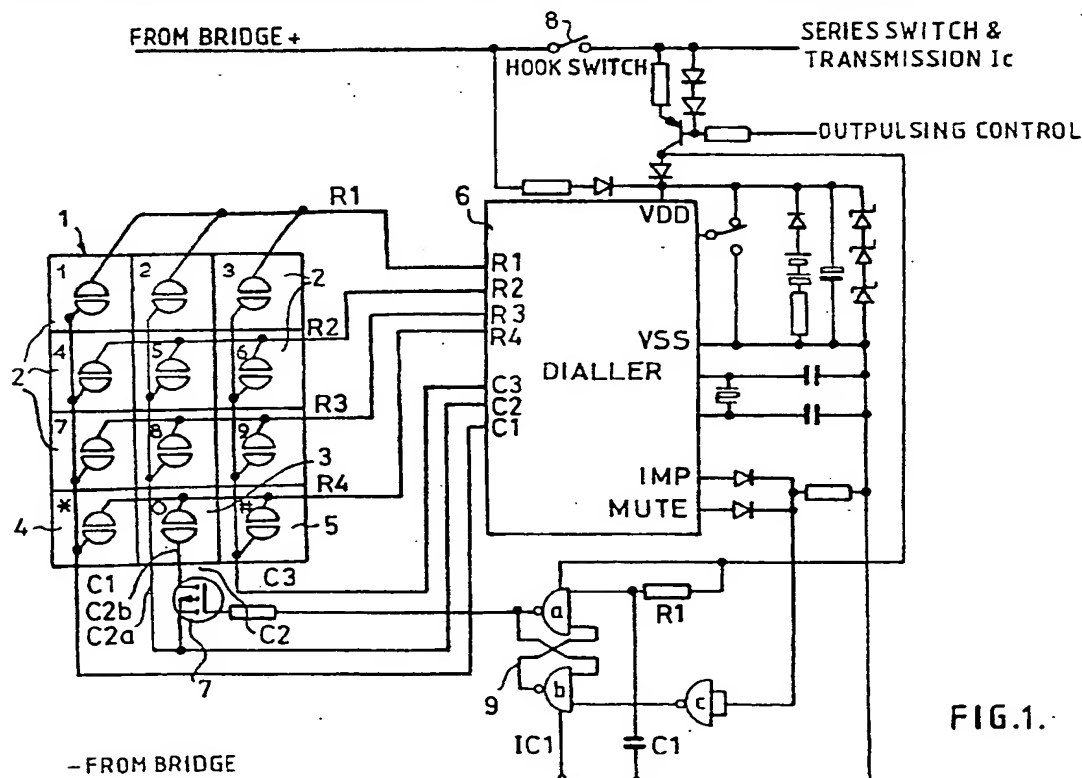 8
FROM BRIDGE +
HOOK SWITCH
SERIES SWITCH &
TRANSMISSION Ic
OUTPULSING CONTROL
1
R1
6
VDD
1
2
3
2
R1
R2
R3
R4
2
R2
4
5
6
VSS
DIALLER
C3
C2
C1
R3
7
8
9
3
IMP
MUTE
R4
4
*
0
#
5
C1
C2b
C2a
C3
C2
7
a
R1
9
b
c
IC1
C1
FIG.1.
- FROM BRIDGE